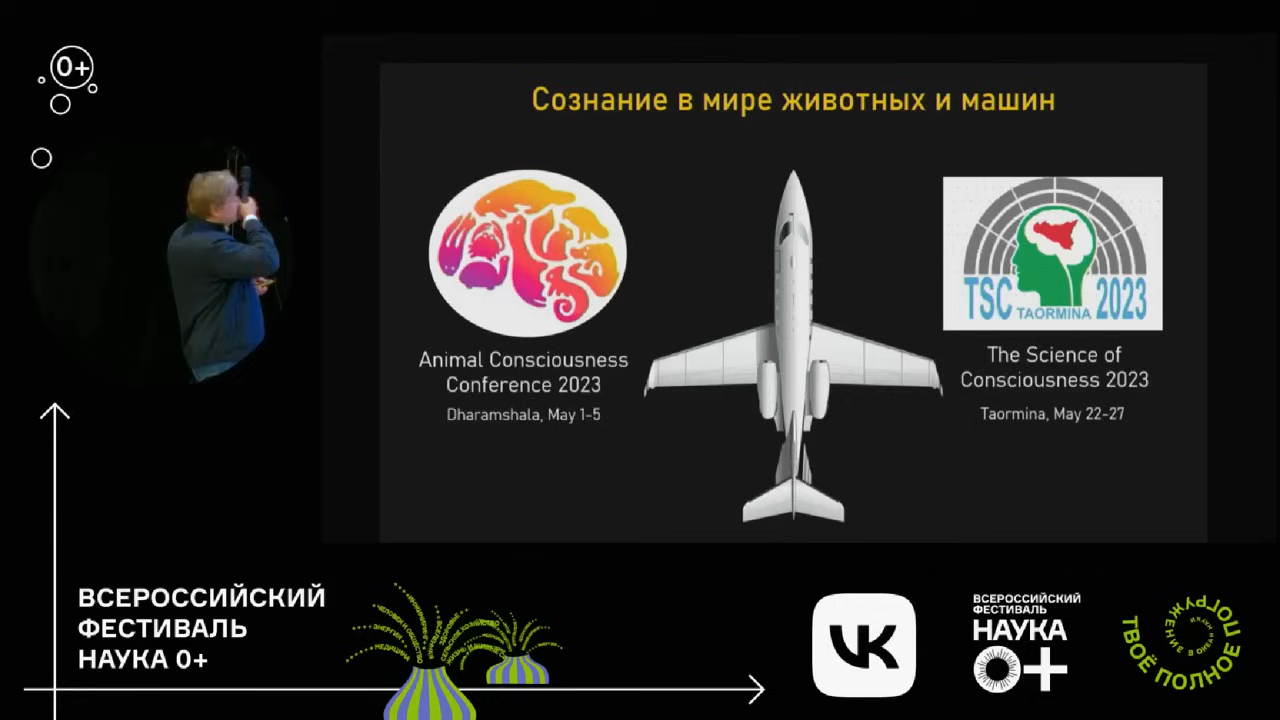 0+
Сознание в мире животных и машин
Animal Consciousness
Conference 2023
Dharamshala, May 1-5
TSC TAORMINA 2023
The Science of
Consciousness 2023
Taormina, May 22-27
ВСЕРОССИЙСКИЙ
ФЕСТИВАЛЬ
НАУКА 0+
VK
ВСЕРОССИЙСКИЙ
ФЕСТИВАЛЬ
НАУКА
0+
ТВОЁ ПОЛНОЕ ПОГРУЖЕНИЕ